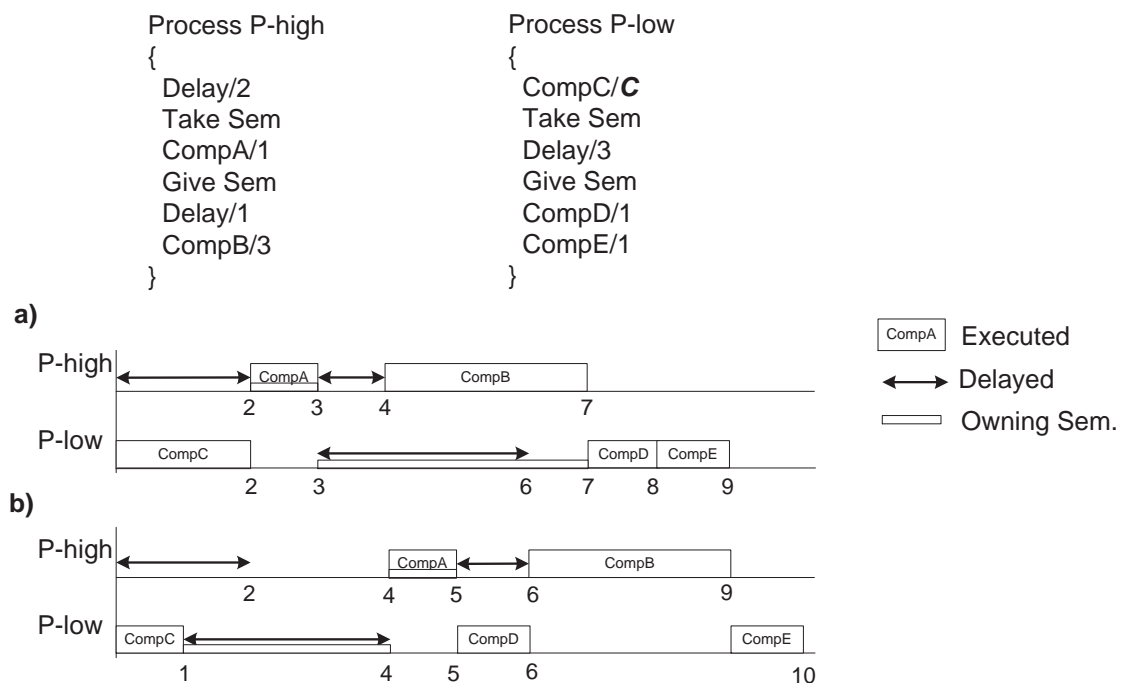 Process P-high
{
Delay/2
Take Sem
CompA/1
Give Sem
Delay/1
CompB/3
}
Process P-low
{
CompC/C
Take Sem
Delay/3
Give Sem
CompD/1
CompE/1
}
a)
P-high
CompA
CompB
2 3 4 7
P-low
CompC
CompD
CompE
2 3 6 7 8 9
CompA Executed
Delayed
Owning Sem.
b)
P-high
CompA
CompB
2 4 5 6 9
P-low
CompC
CompD
CompE
1 4 5 6 10